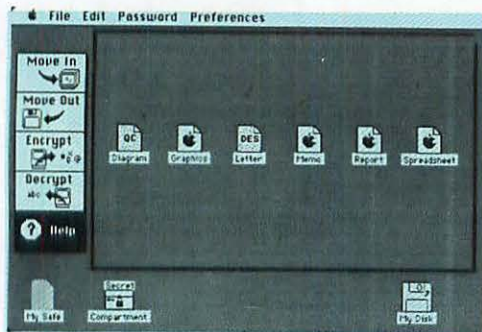 File Edit Password Preferences
Move In
Move Out
Encrypt
abc
Decrypt
? Help
QC
DES
Diagram Graphics Letter Memo Report Spreadsheet
My Safe
Secret
Compartment
My Disk